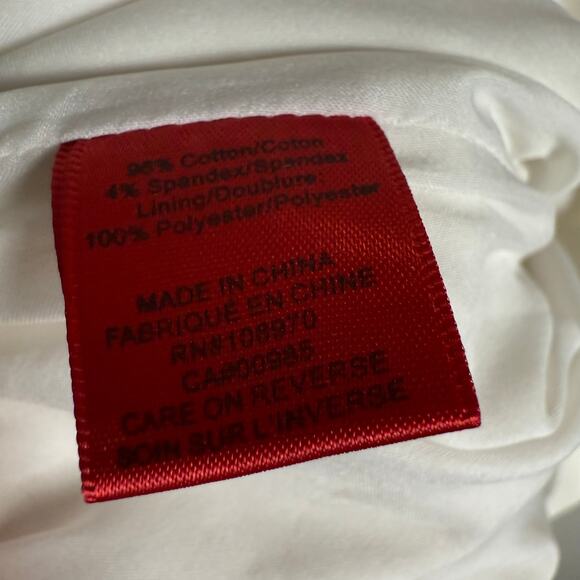 96% Cotton/Coton
4% Spandex/Spandex
Lining/Doublure:
100% Polyester/Polyester
MADE IN CHINA
FABRIQUÉ EN CHINE
RN#108970
CA#00985
CARE ON REVERSE
SOIN SUR L'INVERSE